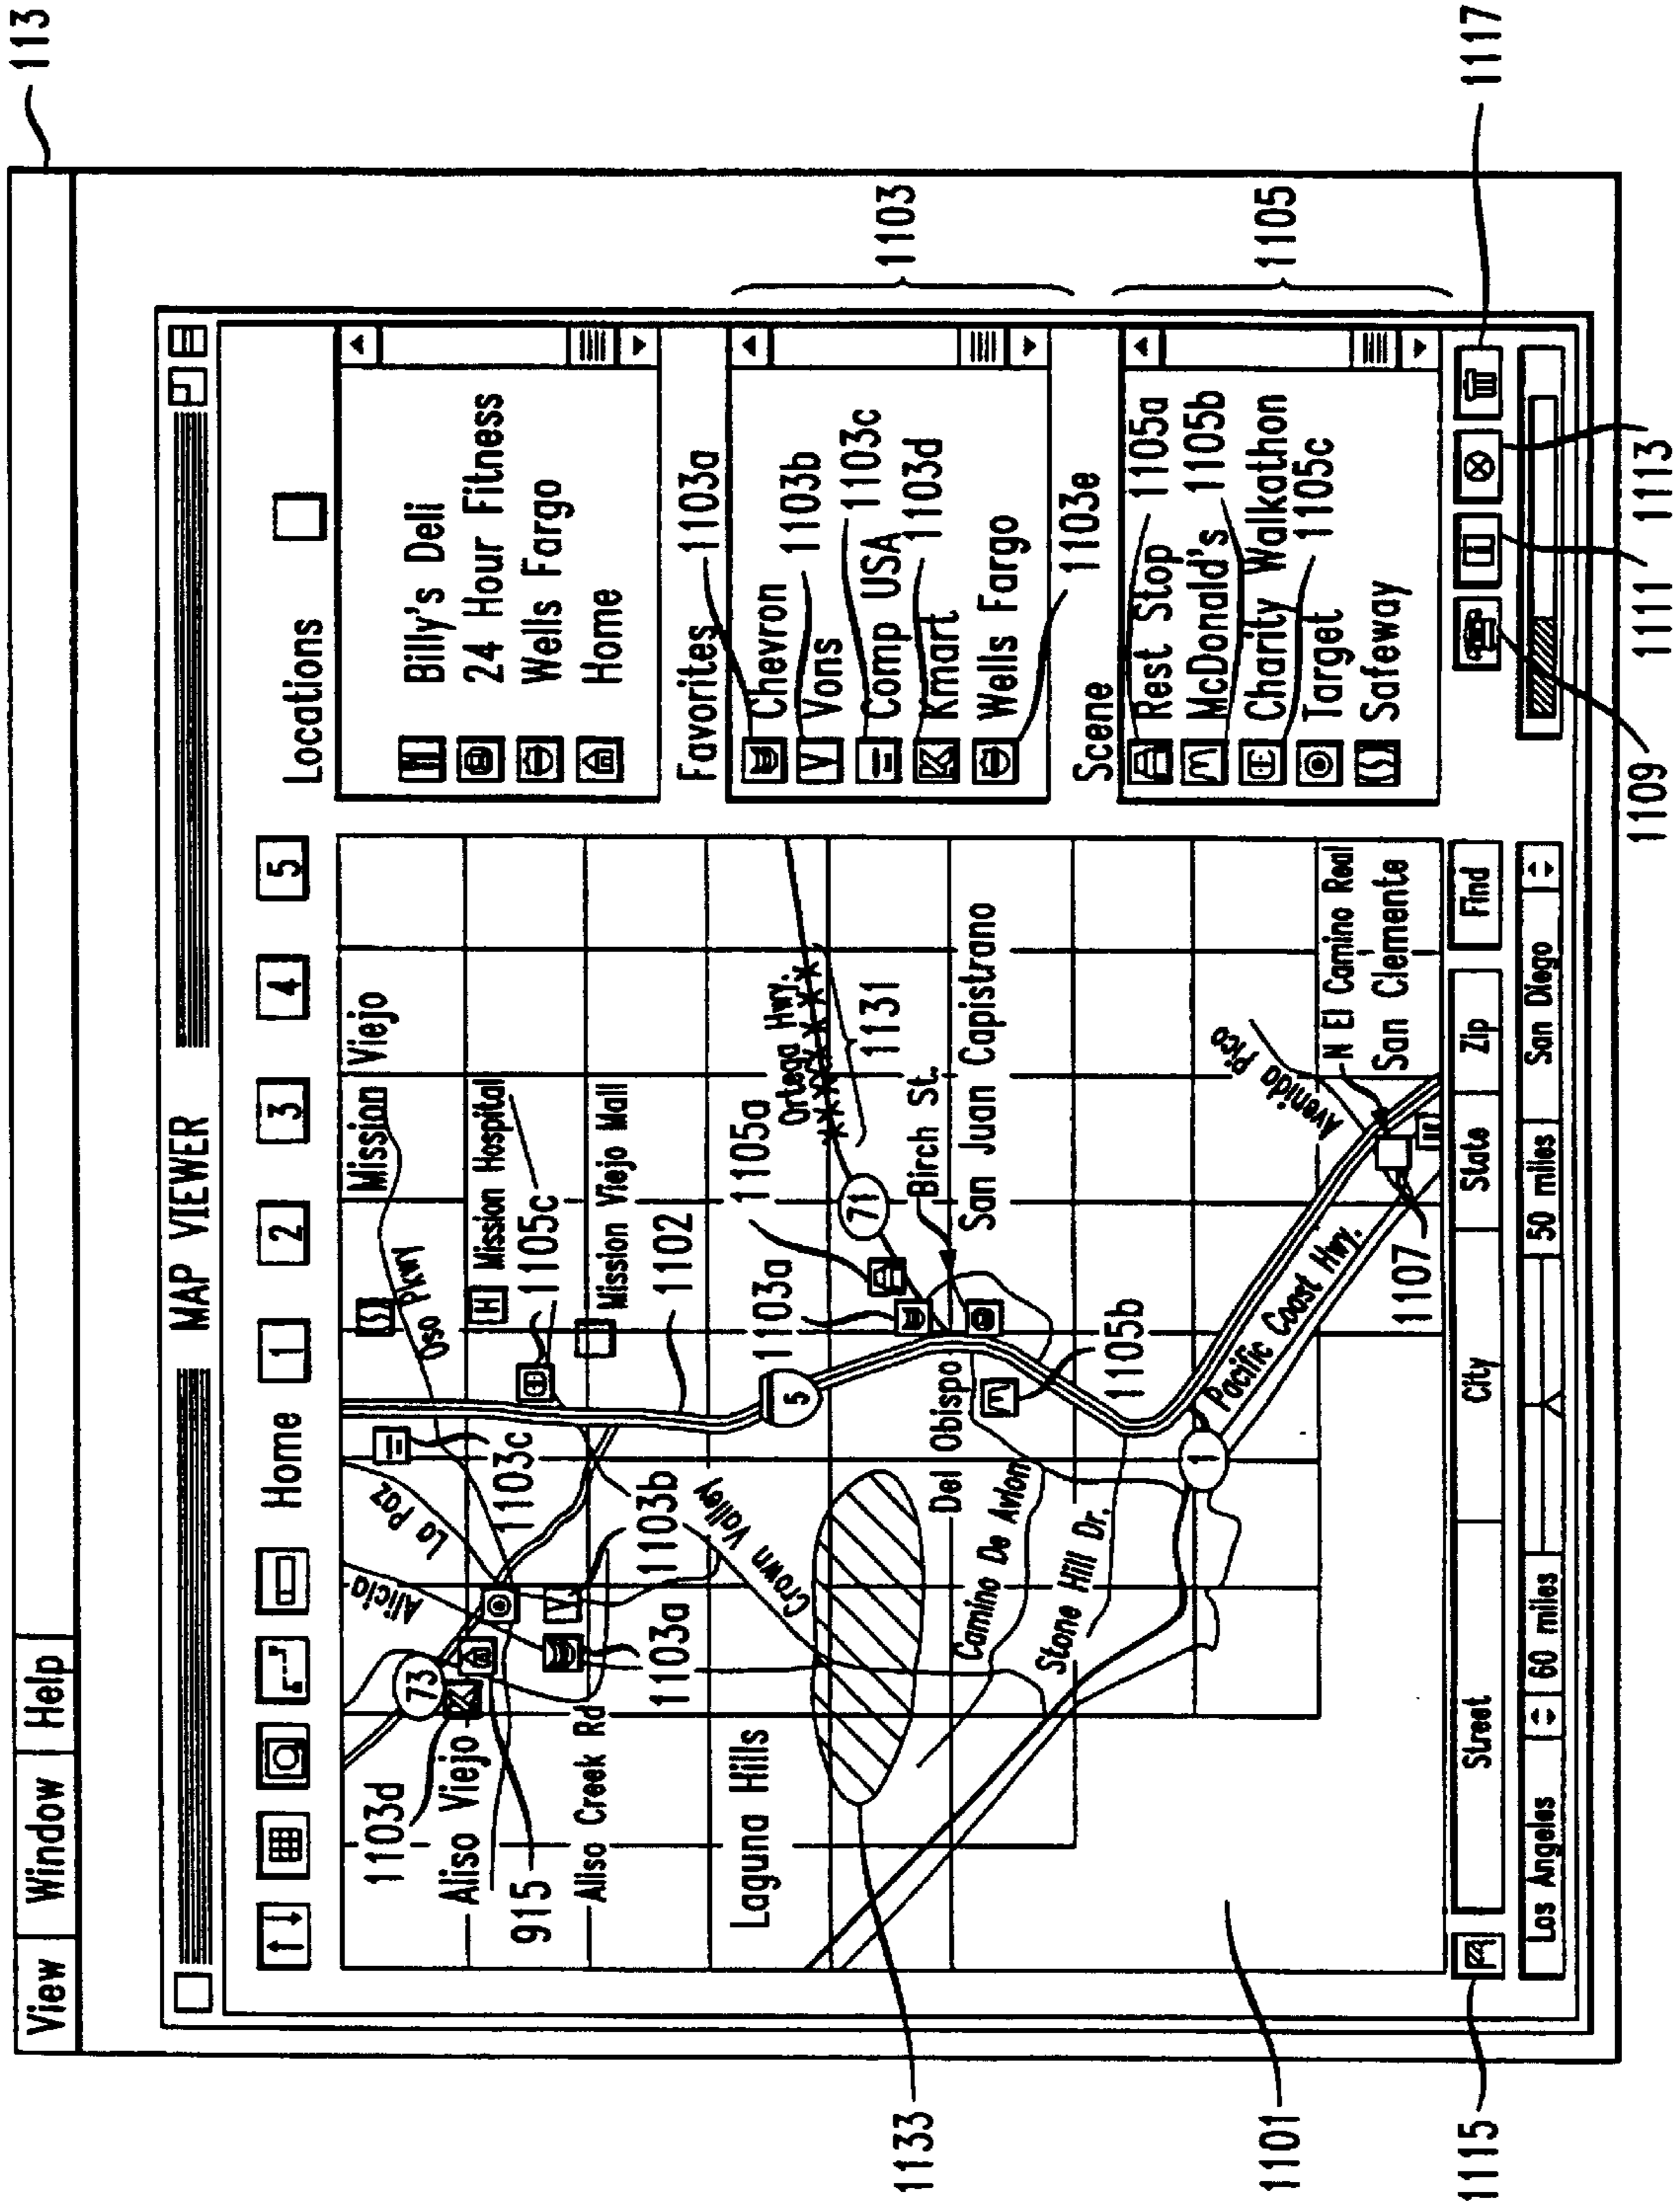 113
View Window Help
MAP VIEWER
Home 1 2 3 4 5
Locations
Billy's Deli
24 Hour Fitness
Wells Fargo
Home
Favorites
1103a
Chevron
V Vons
1103b
Comp USA
1103c
K Kmart
1103d
Wells Fargo
1103e
1103
Scene
Rest Stop
1105a
McDonald's
1105b
Charity Walkathon
1105c
Target
Safeway
1105
Mission Viejo
Oso Pkwy
La Paz
Alicia
73
K
1103d
Aliso Viejo
915
Aliso Creek Rd
1103c
H Mission Hospital
1105c
Mission Viejo Mall
V
1103b
1103a
1102
Crown Valley
Laguna Hills
5
1103a
1105a
71
Ortega Hwy.
1131
Birch St.
San Juan Capistrano
Del Obispo
1105b
Camino De Avion
Stone Hill Dr.
1
Pacific Coast Hwy.
Avenida Pico
N El Camino Real
San Clemente
1107
1133
1101
1115
Street City State Zip Find
Los Angeles 60 miles 50 miles San Diego
1109
1111
1113
1117